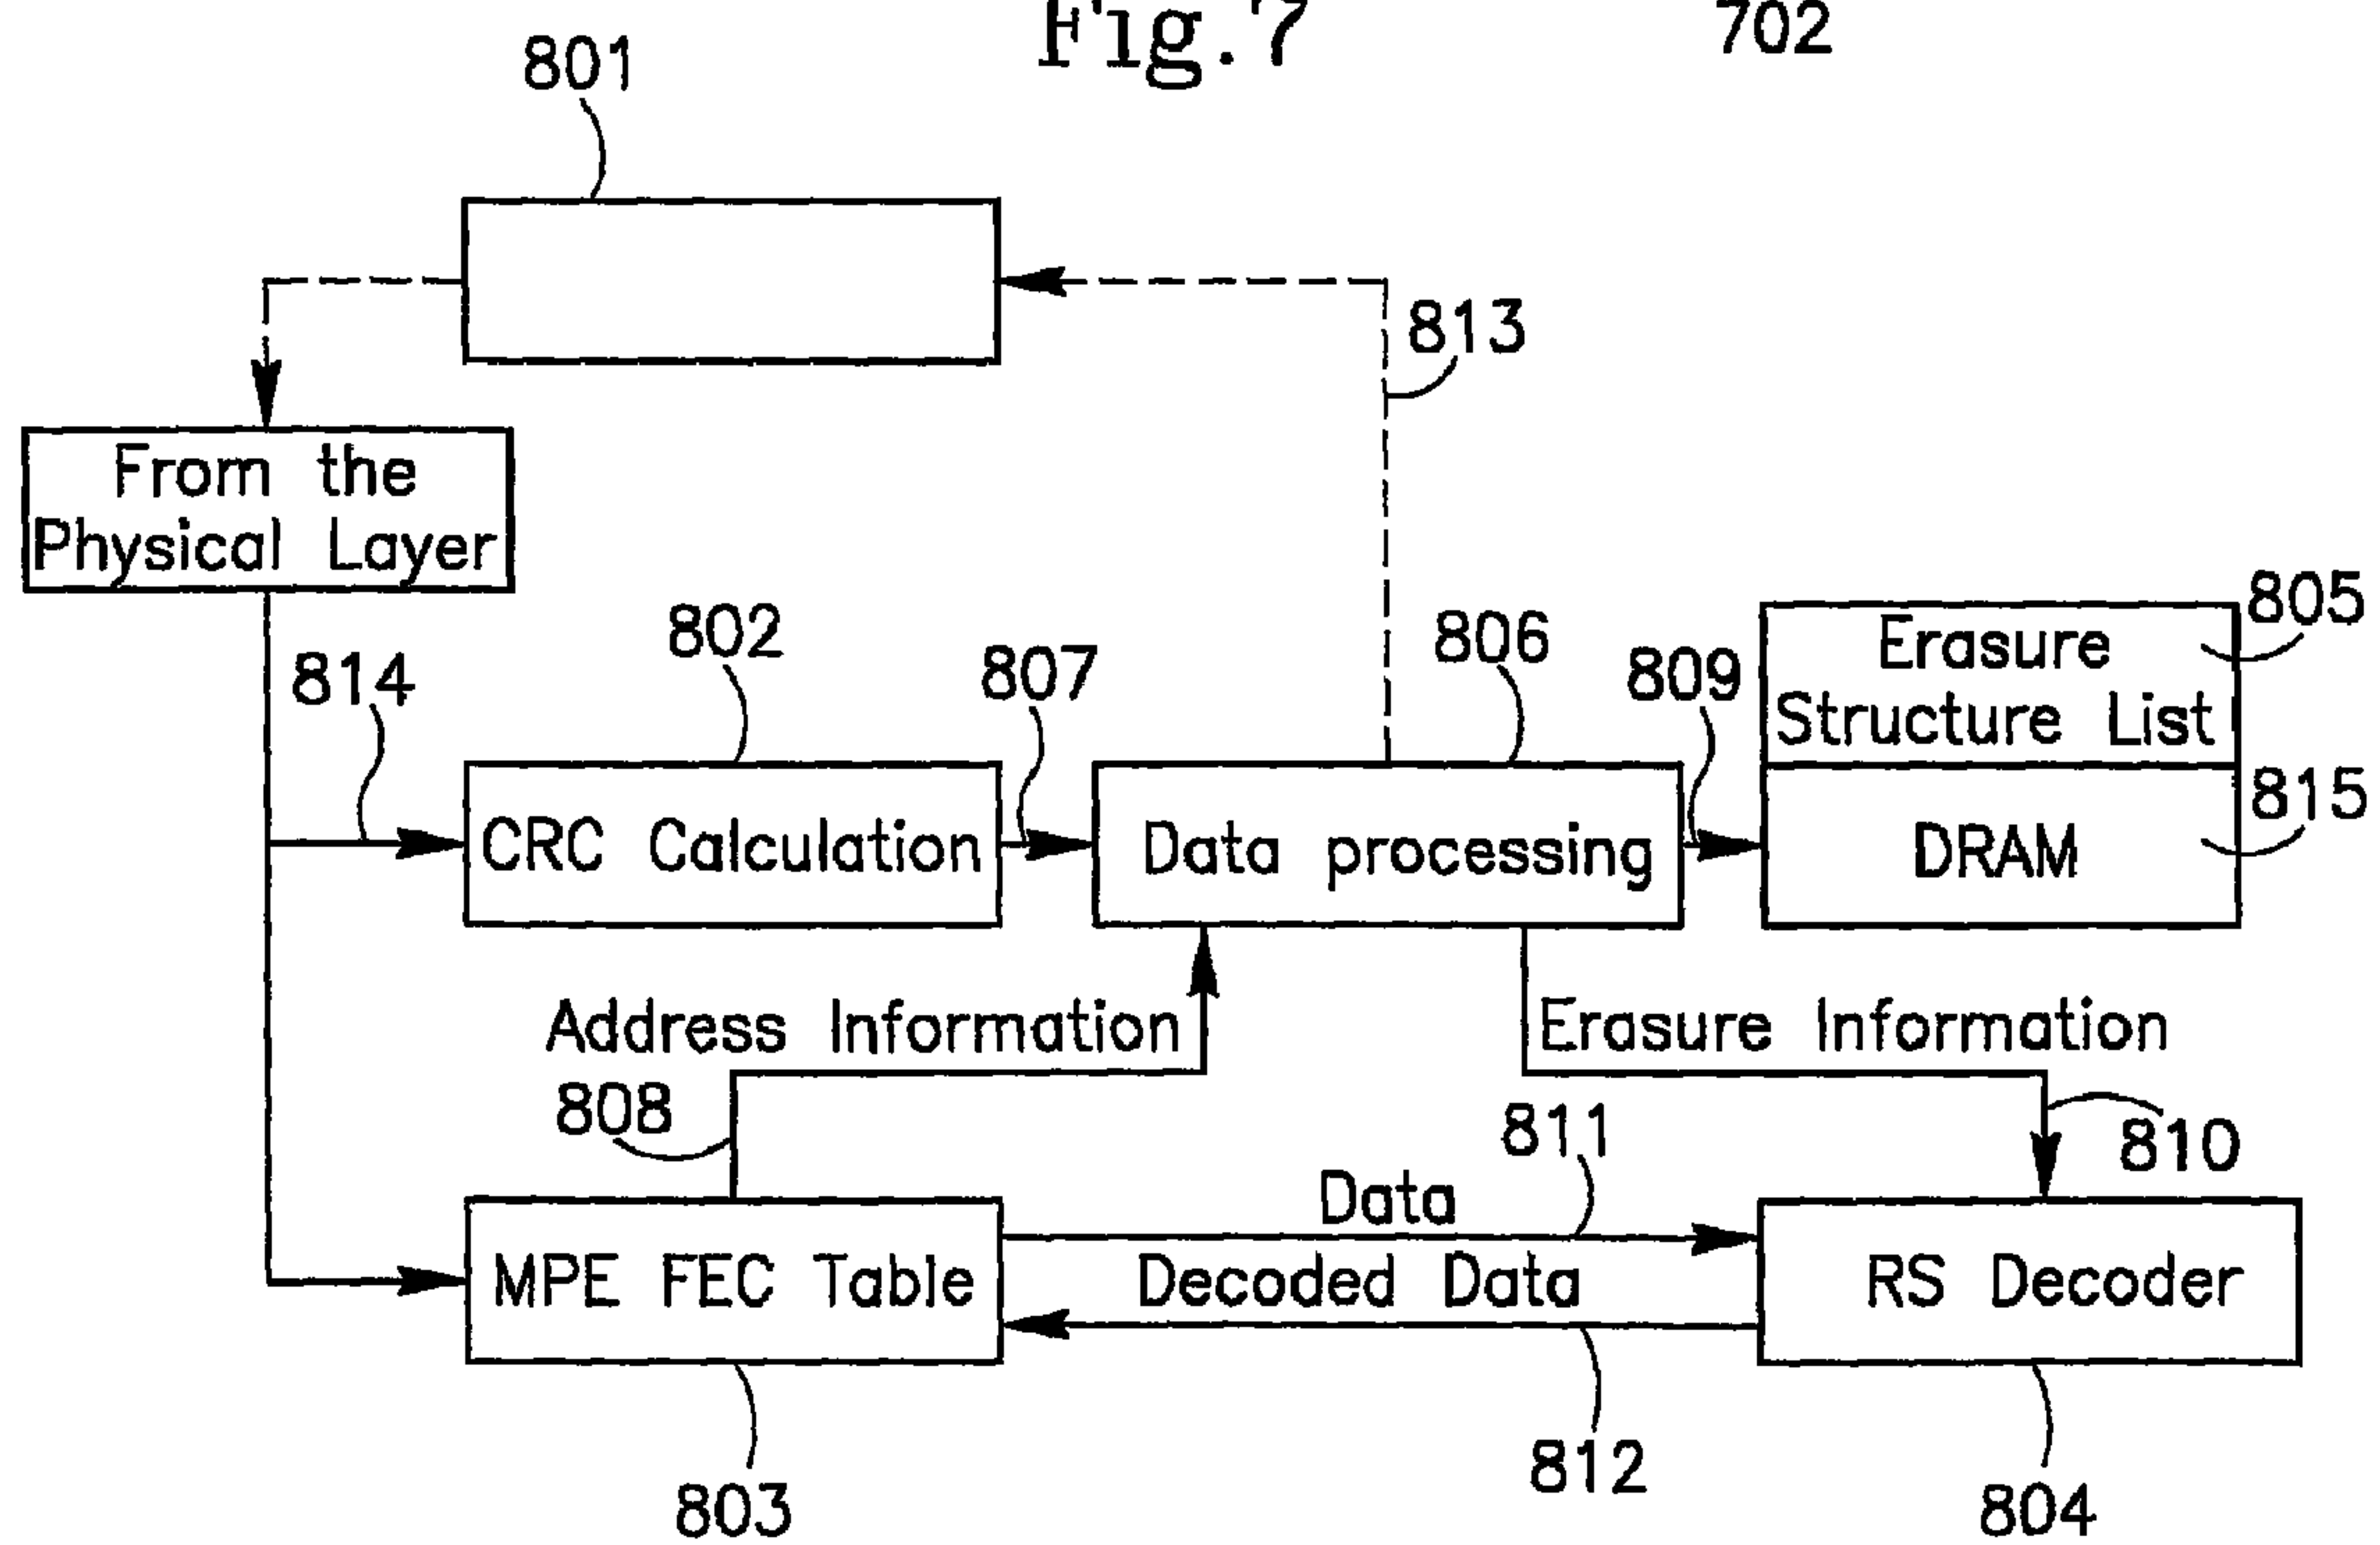 Fig. 7
702
801
813
From the
Physical Layer
814
802
807
806
809
805
Erasure
Structure List
815
CRC Calculation
Data processing
DRAM
Address Information
Erasure Information
808
811
810
Data
MPE FEC Table
Decoded Data
RS Decoder
812
803
804